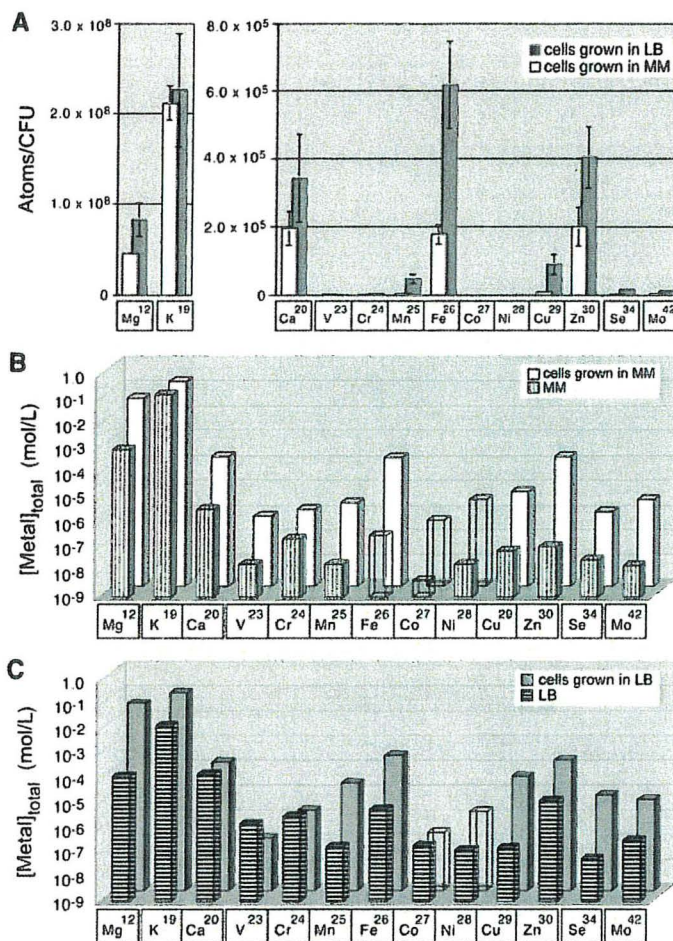 A
3.0 x 10⁸
2.0 x 10⁸
1.0 x 10⁸
0
Atoms/CFU
8.0 x 10⁵
6.0 x 10⁵
4.0 x 10⁵
2.0 x 10⁵
0
cells grown in LB
cells grown in MM
Mg¹² K¹⁹ Ca²⁰ V²³ Cr²⁴ Mn²⁵ Fe²⁶ Co²⁷ Ni²⁸ Cu²⁹ Zn³⁰ Se³⁴ Mo⁴²
B
[Metal]total (mol/L)
1.0
10⁻¹
10⁻²
10⁻³
10⁻⁴
10⁻⁵
10⁻⁶
10⁻⁷
10⁻⁸
10⁻⁹
cells grown in MM
MM
Mg¹² K¹⁹ Ca²⁰ V²³ Cr²⁴ Mn²⁵ Fe²⁶ Co²⁷ Ni²⁸ Cu²⁹ Zn³⁰ Se³⁴ Mo⁴²
C
[Metal]total (mol/L)
1.0
10⁻¹
10⁻²
10⁻³
10⁻⁴
10⁻⁵
10⁻⁶
10⁻⁷
10⁻⁸
10⁻⁹
cells grown in LB
LB
Mg¹² K¹⁹ Ca²⁰ V²³ Cr²⁴ Mn²⁵ Fe²⁶ Co²⁷ Ni²⁸ Cu²⁹ Zn³⁰ Se³⁴ Mo⁴²